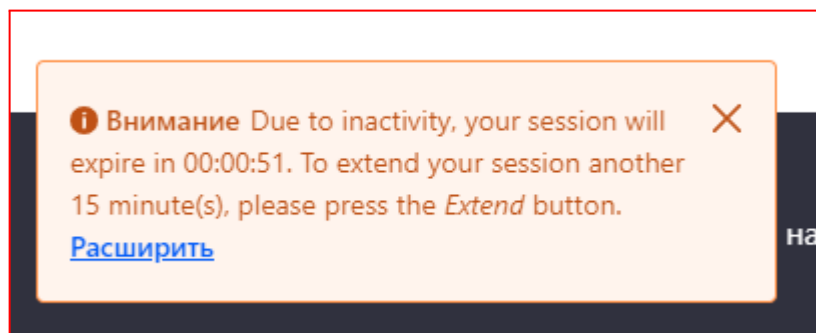 Внимание Due to inactivity, your session will
expire in 00:00:51. To extend your session another
15 minute(s), please press the Extend button.
Расширить
на